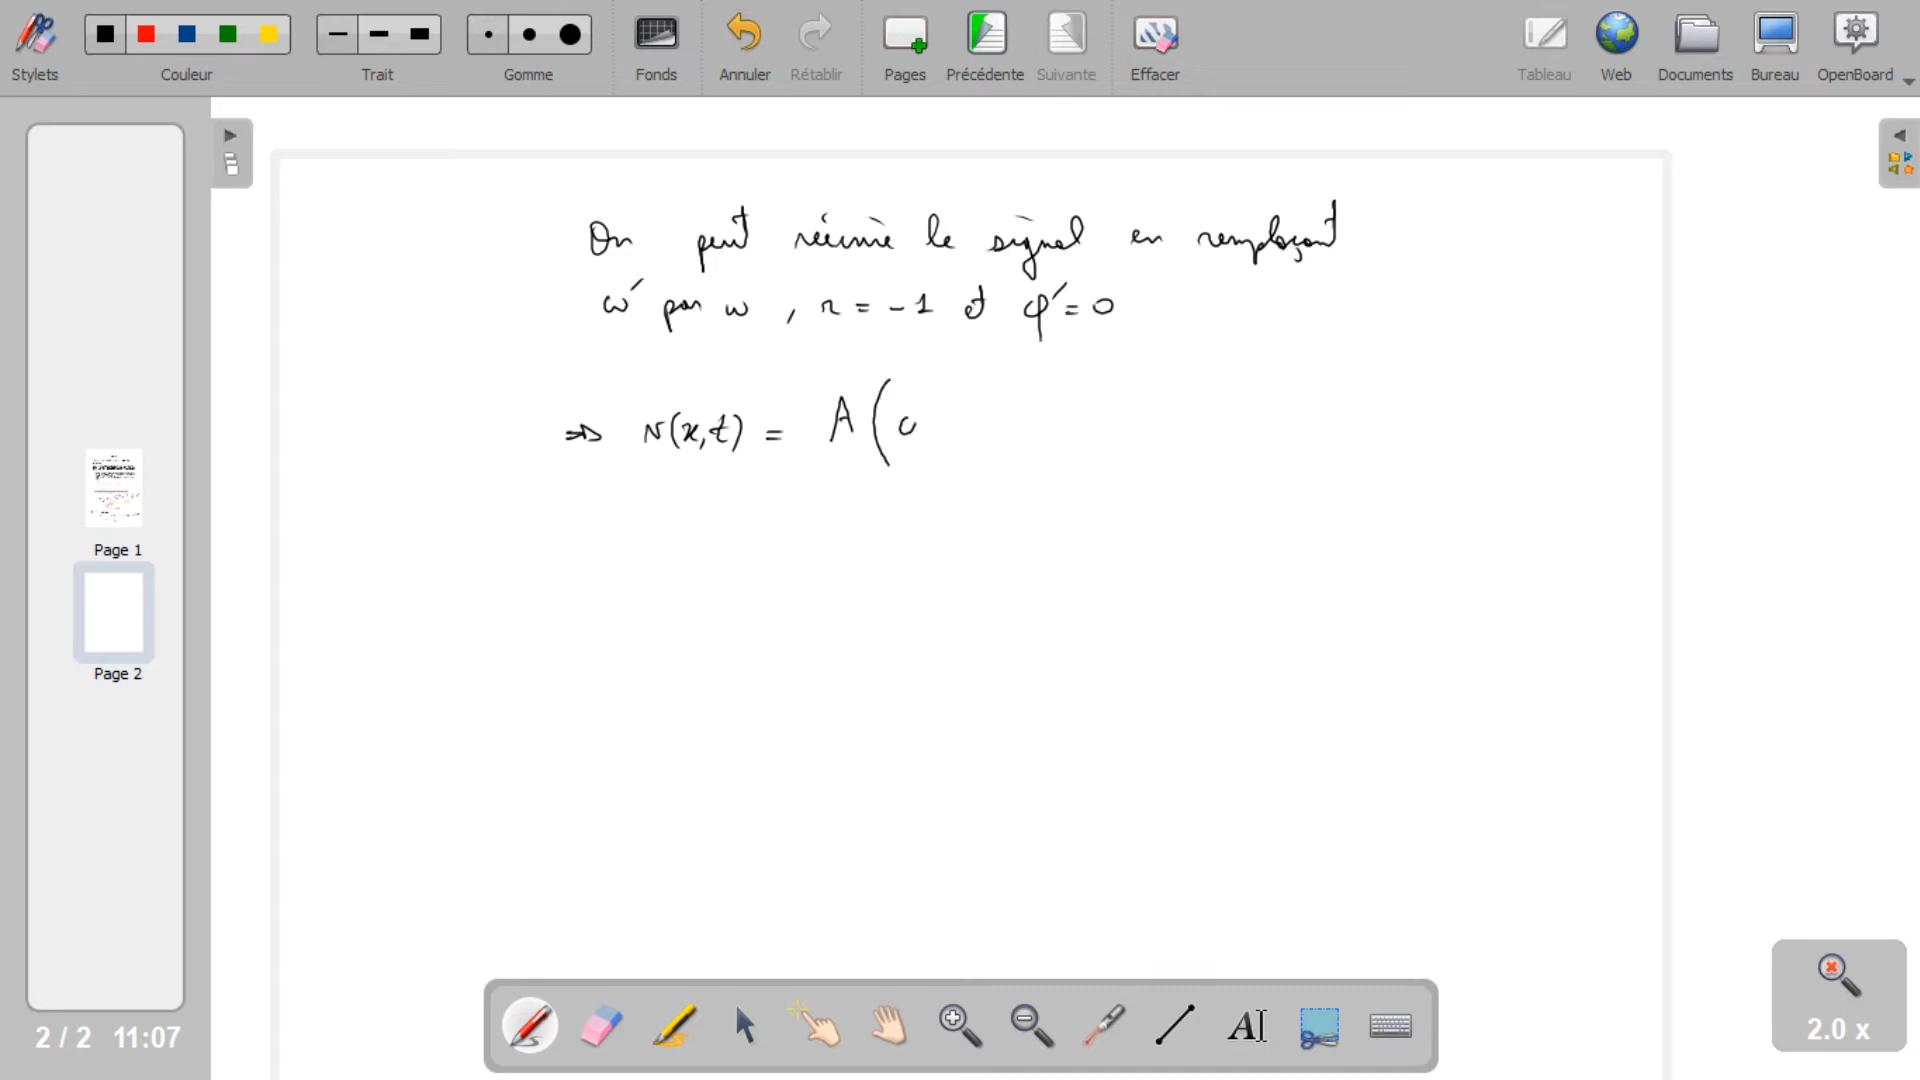 Stylets Couleur Trait Gomme Fonds Annuler Rétablir Pages Précédente Suivante Effacer Tableau Web Documents Bureau OpenBoard
On peut réécrire le signal en remplaçant
ω' par ω , r = -1 et φ' = 0
⇒ v(x,t) = A ( c
Page 1
Page 2
2 / 2 11:07
2.0 x